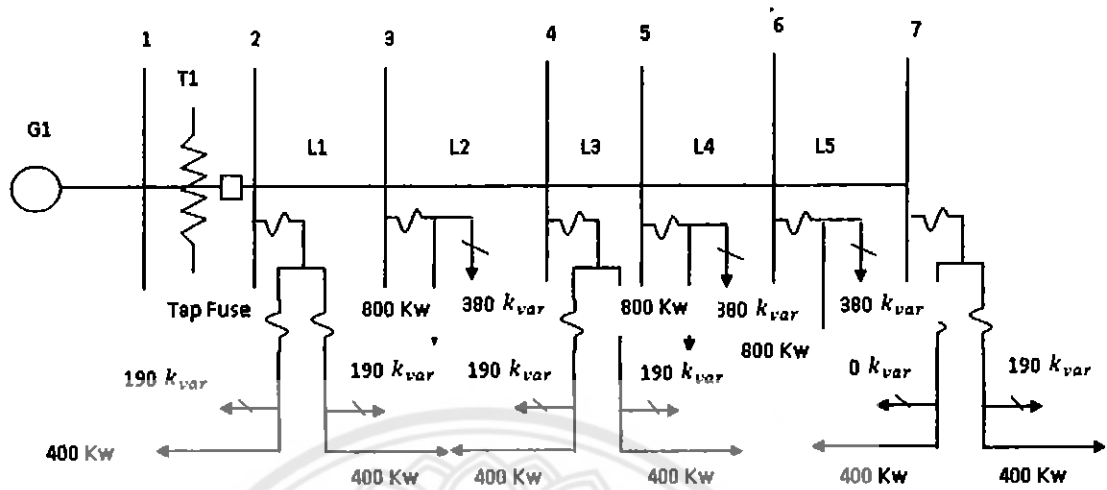 1 2 3 4 5 6 7
T1
G1 L1 L2 L3 L4 L5
Tap Fuse 800 Kw 380 k_var 800 Kw 380 k_var 380 k_var
800 Kw
190 k_var 190 k_var 190 k_var 190 k_var 0 k_var 190 k_var
400 Kw 400 Kw 400 Kw 400 Kw 400 Kw 400 Kw